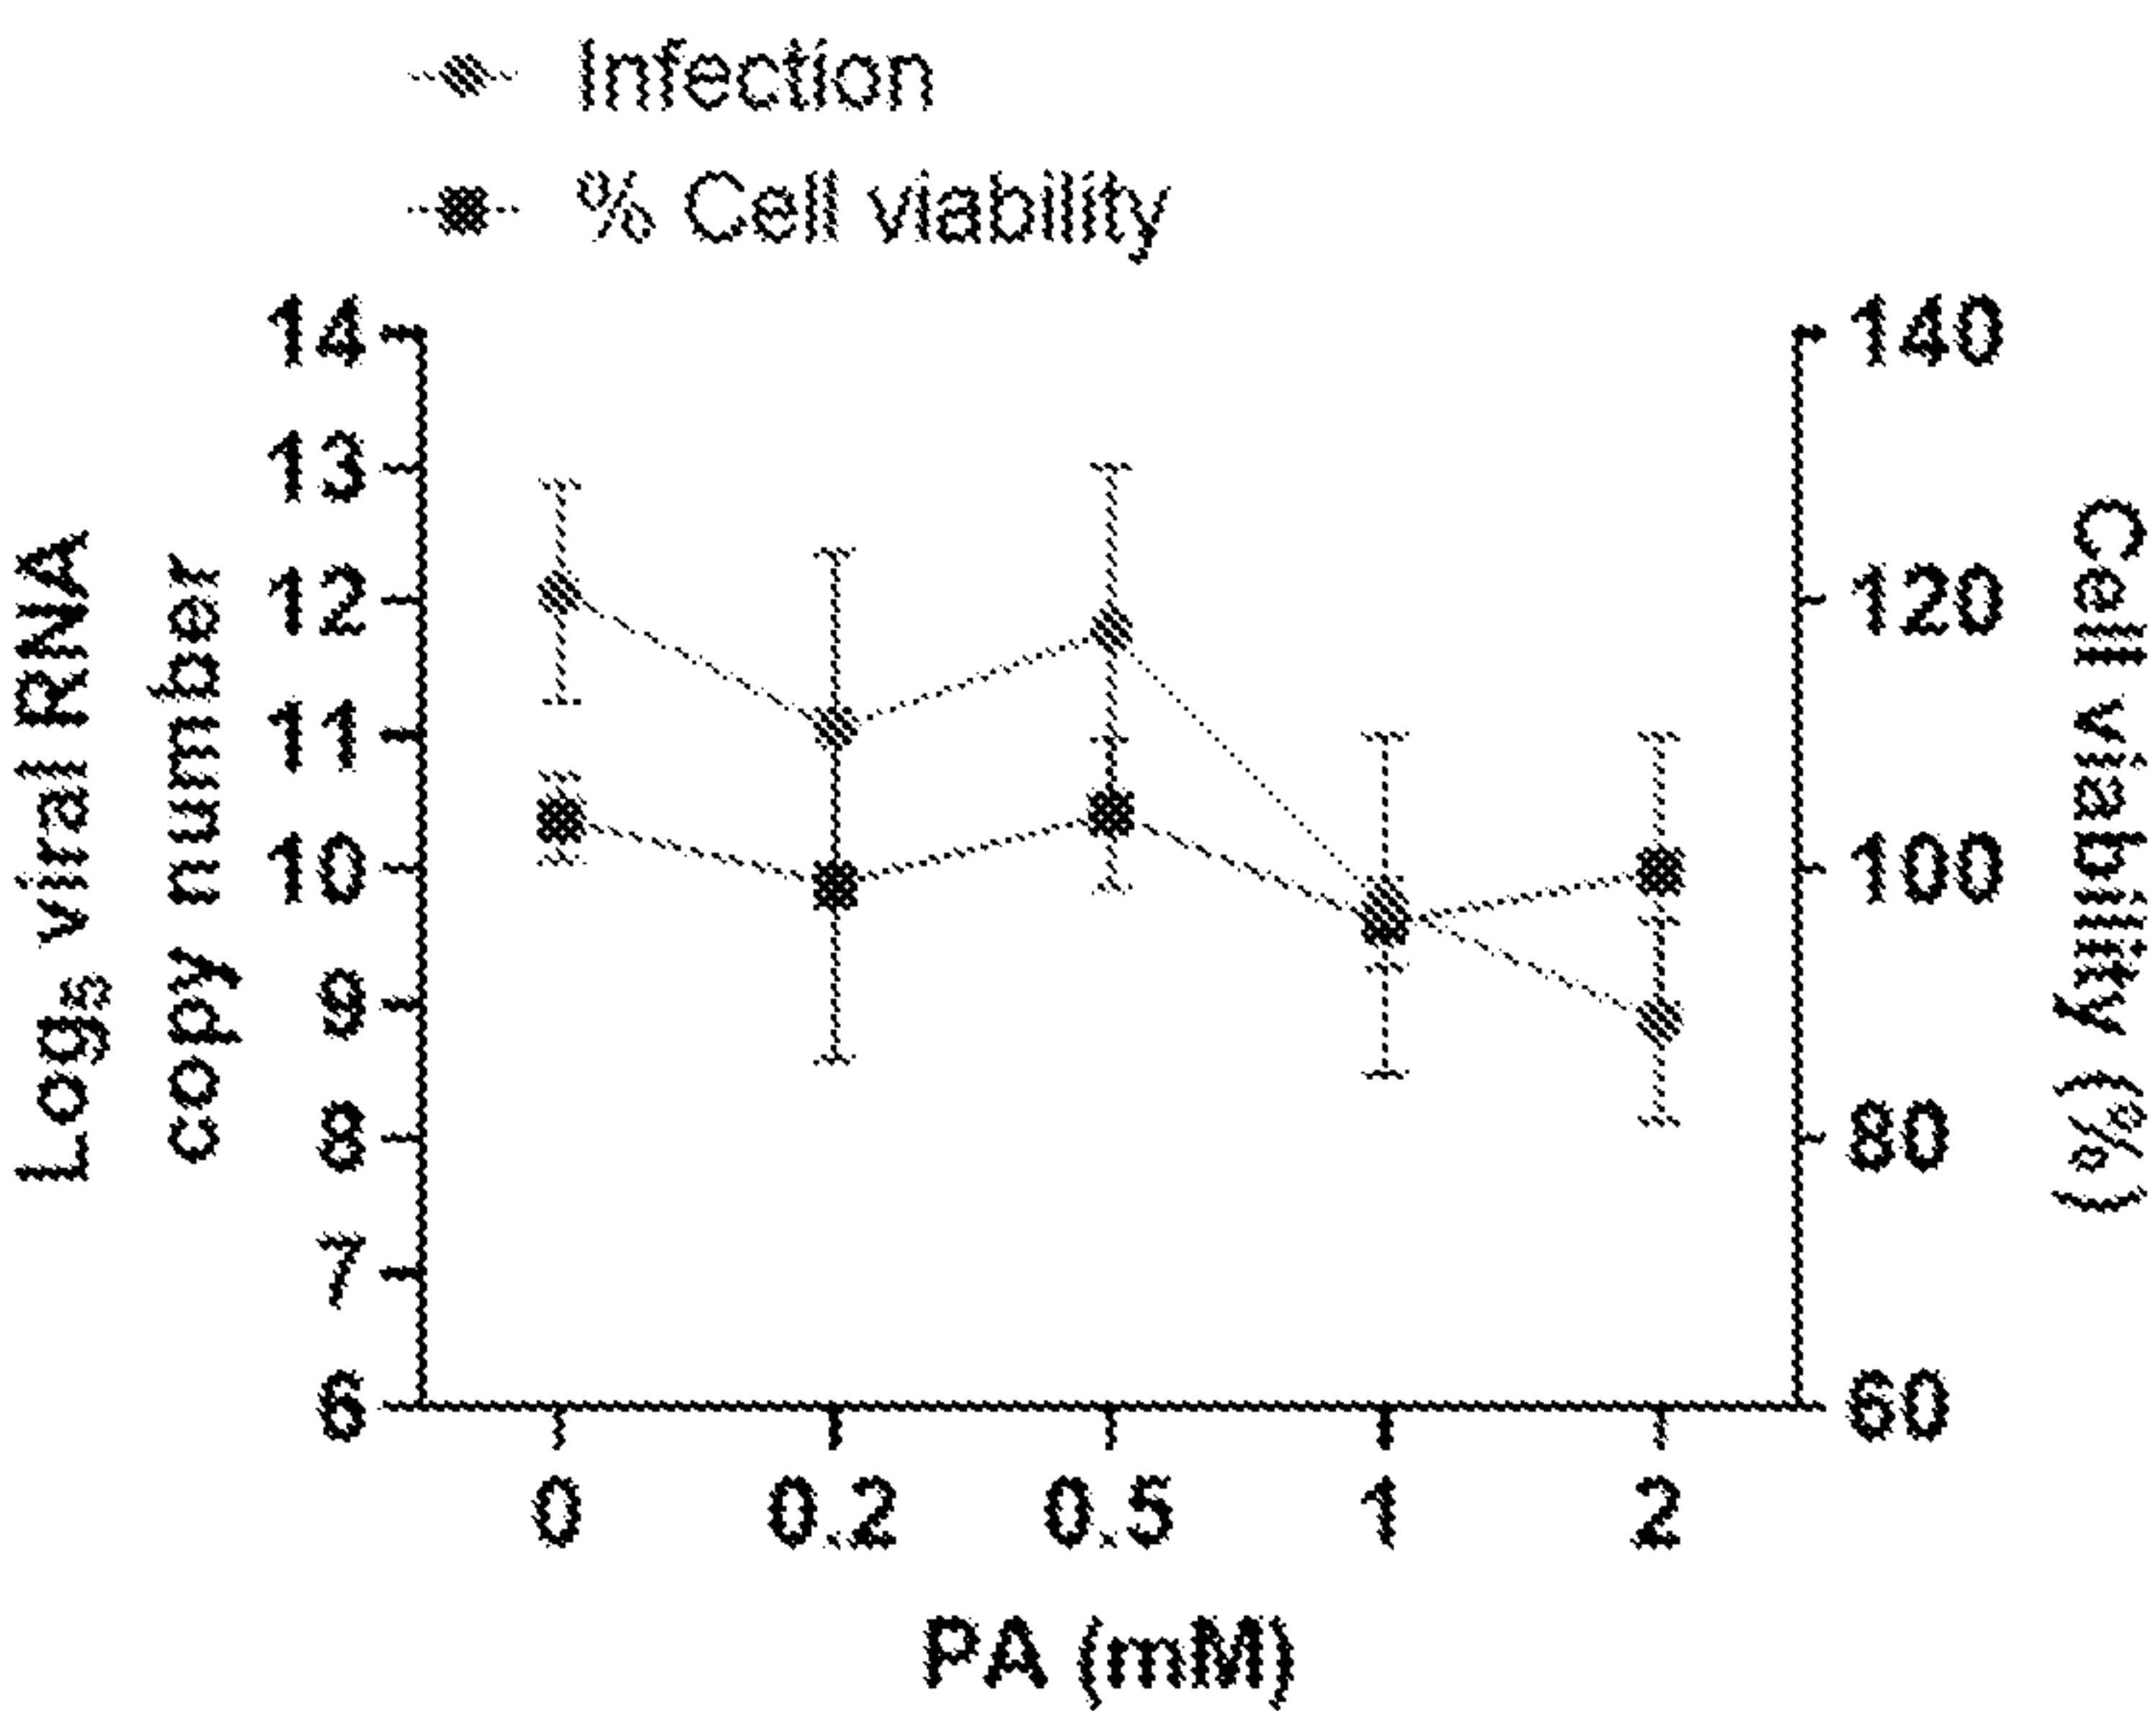 Infection
% Cell viability
Log₂ viral RNA
copy number
14
13
12
11
10
9
8
7
6
140
120
100
80
60
Cell viability (%)
0 0.2 0.5 1 2
PA (mM)